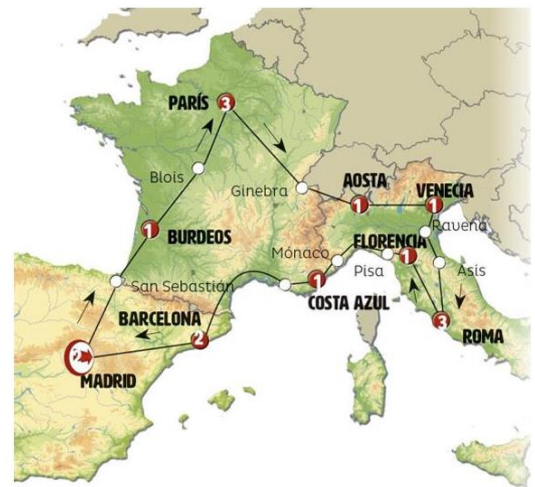 PARÍS
3
Blois
Ginebra
AOSTA
1
VENECIA
1
1
BURDEOS
Ravena
FLORENCIA
1
Mónaco
Pisa
Asis
San Sebastián
1
COSTA AZUL
BARCELONA
2
3
ROMA
2
MADRID